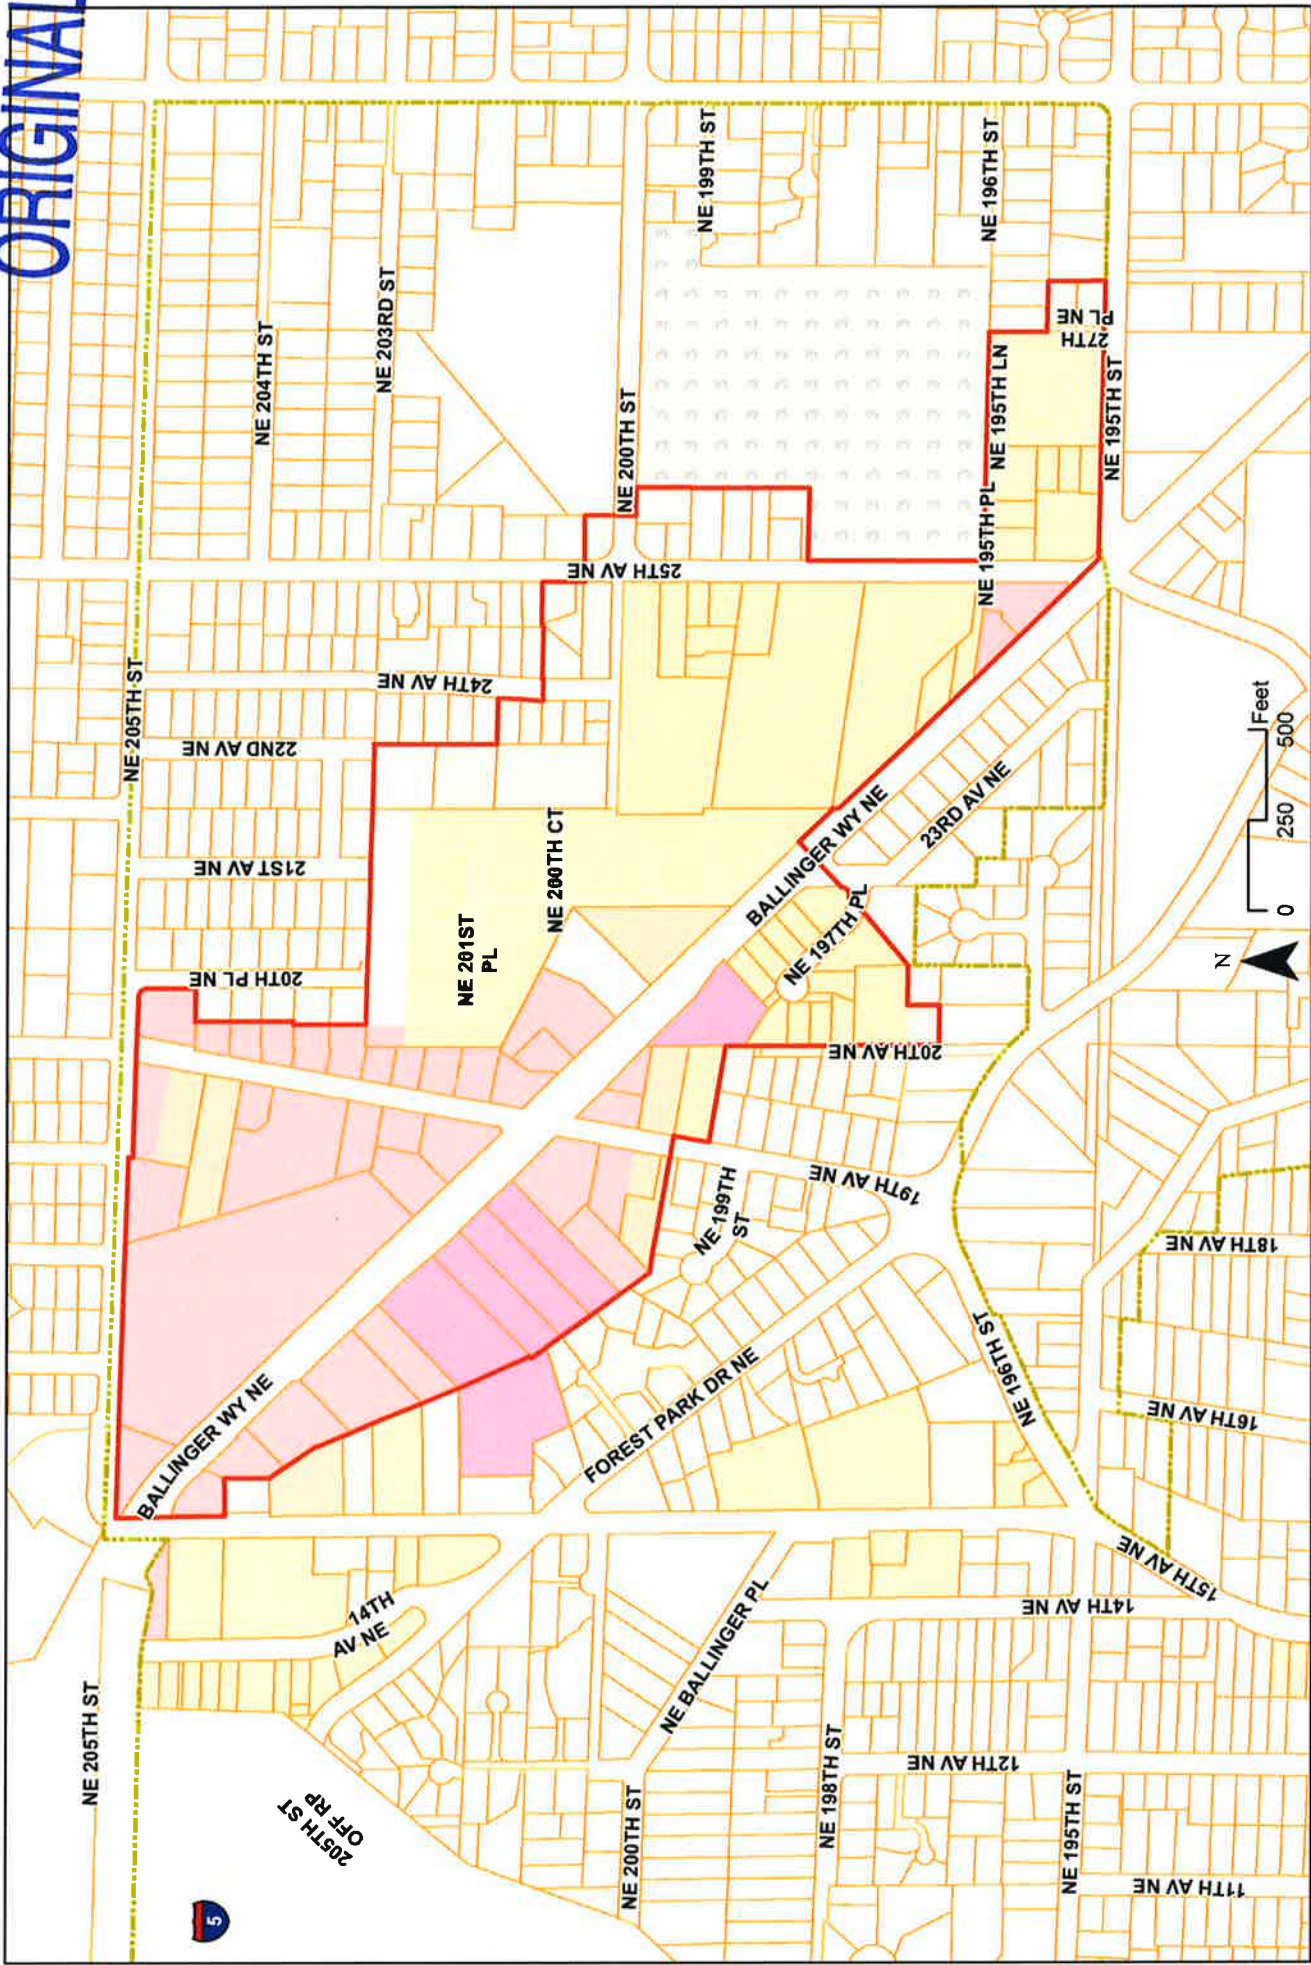 ORIGINAL
NE 205TH ST
NE 205TH ST
5
205TH ST
OFF RP
14TH
AV NE
BALLINGER WY NE
NE 200TH ST
NE BALLINGER PL
NE 198TH ST
12TH AV NE
NE 195TH ST
11TH AV NE
14TH AV NE
15TH AV NE
FOREST PARK DR NE
NE 196TH ST
16TH AV NE
18TH AV NE
NE 199TH
ST
19TH AV NE
20TH AV NE
20TH PL NE
21ST AV NE
22ND AV NE
24TH AV NE
25TH AV NE
NE 201ST
PL
NE 200TH CT
BALLINGER WY NE
NE 197TH PL
23RD AV NE
NE 204TH ST
NE 203RD ST
NE 200TH ST
NE 199TH ST
NE 196TH ST
NE 195TH PL
NE 195TH LN
27TH
PL NE
NE 195TH ST
N
0
250
500
Feet